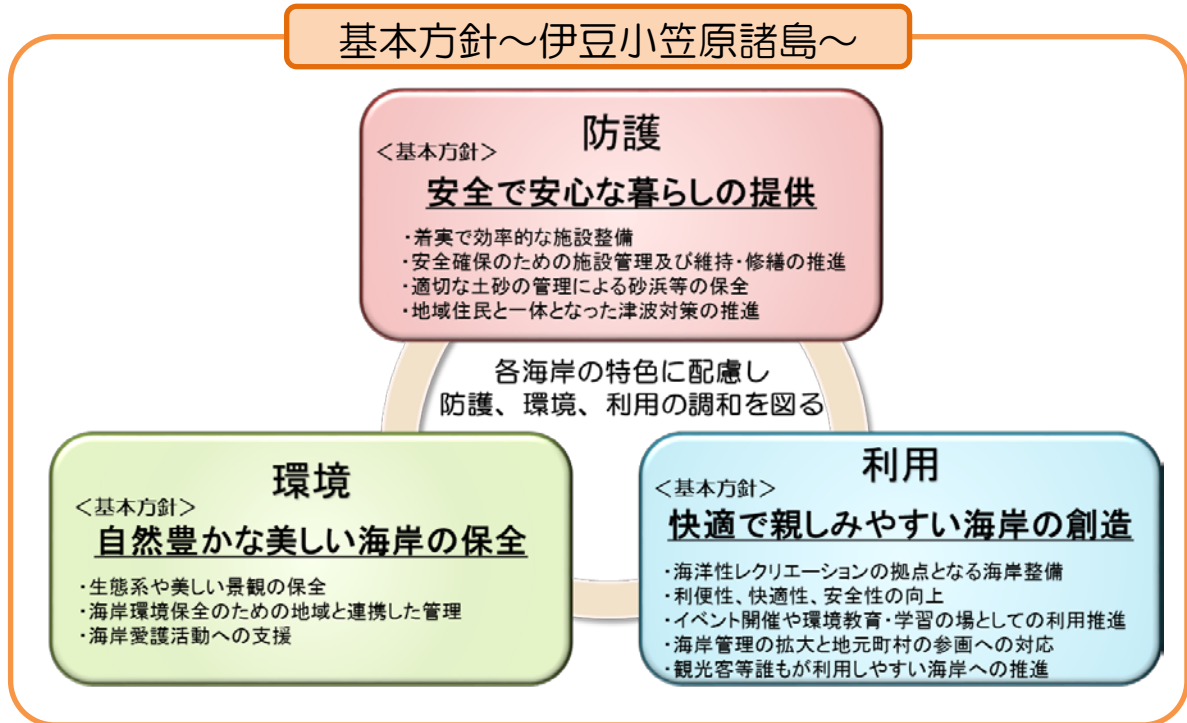 基本方針～伊豆小笠原諸島～
防護
＜基本方針＞
安全で安心な暮らしの提供
・着実で効率的な施設整備
・安全確保のための施設管理及び維持・修繕の推進
・適切な土砂の管理による砂浜等の保全
・地域住民と一体となった津波対策の推進
各海岸の特色に配慮し
防護、環境、利用の調和を図る
環境
＜基本方針＞
自然豊かな美しい海岸の保全
・生態系や美しい景観の保全
・海岸環境保全のための地域と連携した管理
・海岸愛護活動への支援
利用
＜基本方針＞
快適で親しみやすい海岸の創造
・海洋性レクリエーションの拠点となる海岸整備
・利便性、快適性、安全性の向上
・イベント開催や環境教育・学習の場としての利用推進
・海岸管理の拡大と地元町村の参画への対応
・観光客等誰もが利用しやすい海岸への推進